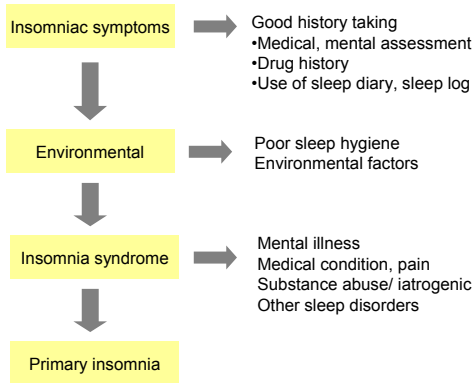 Insomniac symptoms
Good history taking
•Medical, mental assessment
•Drug history
•Use of sleep diary, sleep log
Environmental
Poor sleep hygiene
Environmental factors
Insomnia syndrome
Mental illness
Medical condition, pain
Substance abuse/ iatrogenic
Other sleep disorders
Primary insomnia